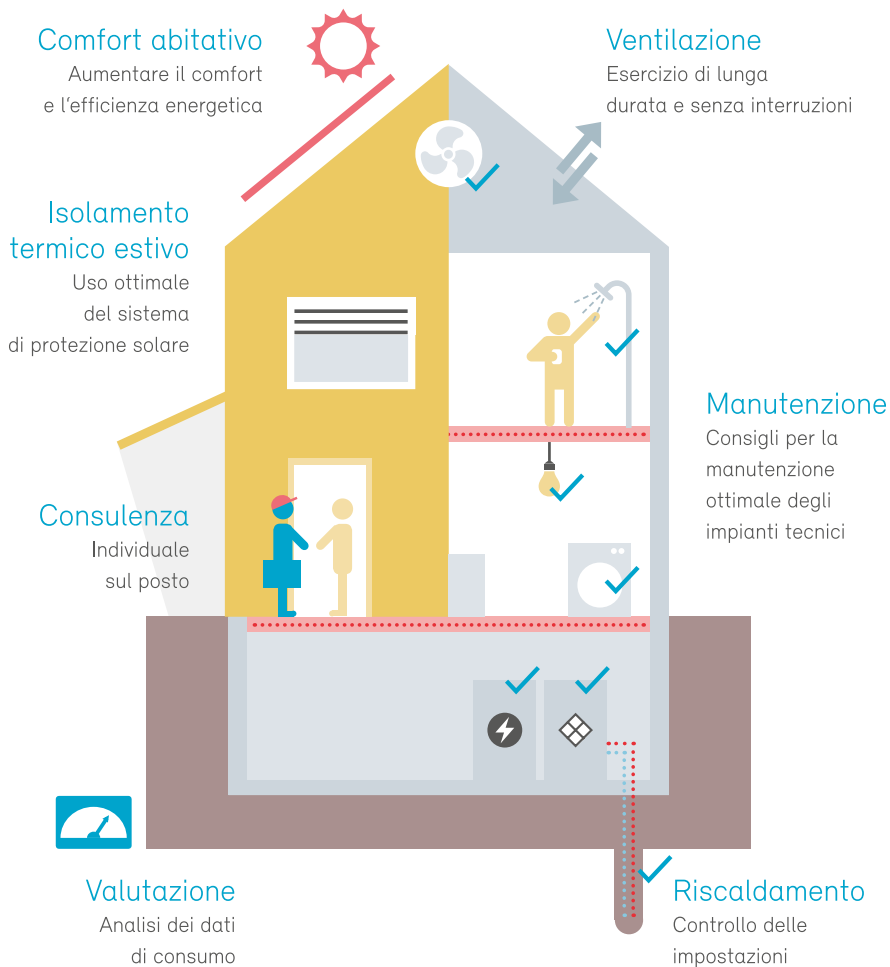 Comfort abitativo
Aumentare il comfort
e l'efficienza energetica
Ventilazione
Esercizio di lunga
durata e senza interruzioni
Isolamento
termico estivo
Uso ottimale
del sistema
di protezione solare
Manutenzione
Consigli per la
manutenzione
ottimale degli
impianti tecnici
Consulenza
Individuale
sul posto
Valutazione
Analisi dei dati
di consumo
Riscaldamento
Controllo delle
impostazioni